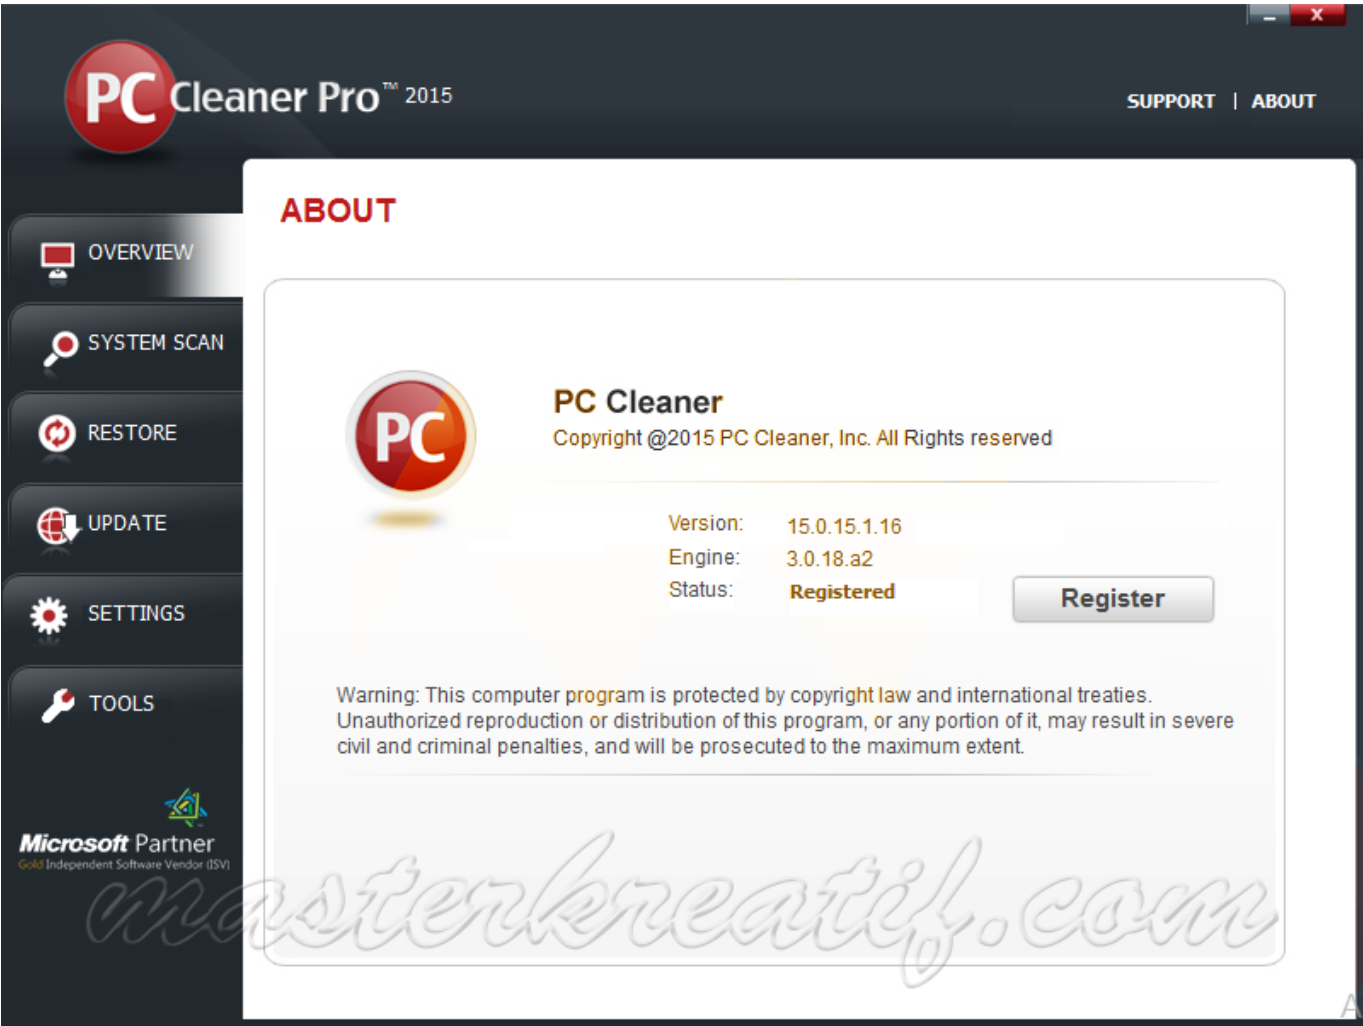 X
PC Cleaner Pro™ 2015
SUPPORT | ABOUT
ABOUT
OVERVIEW
SYSTEM SCAN
RESTORE
UPDATE
SETTINGS
TOOLS
PC
PC Cleaner
Copyright @2015 PC Cleaner, Inc. All Rights reserved
Version: 15.0.15.1.16
Engine: 3.0.18.a2
Status: Registered
Register
Warning: This computer program is protected by copyright law and international treaties.
Unauthorized reproduction or distribution of this program, or any portion of it, may result in severe
civil and criminal penalties, and will be prosecuted to the maximum extent.
Microsoft Partner
Gold Independent Software Vendor (ISV)
masterkreatif.com
A